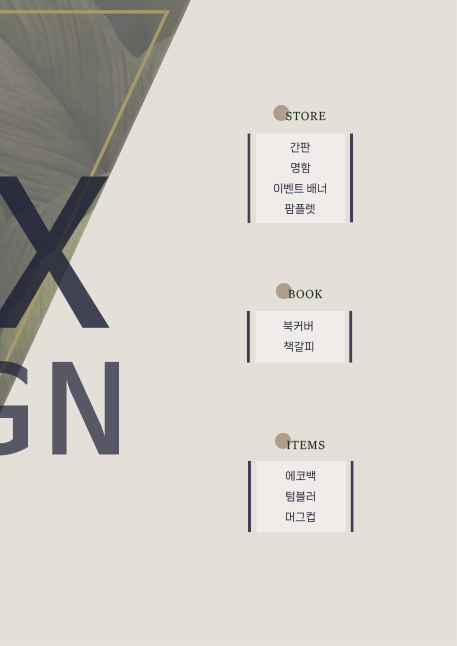 X
GN
STORE
간판
명함
이벤트 배너
팜플렛
BOOK
북커버
책갈피
ITEMS
에코백
텀블러
머그컵